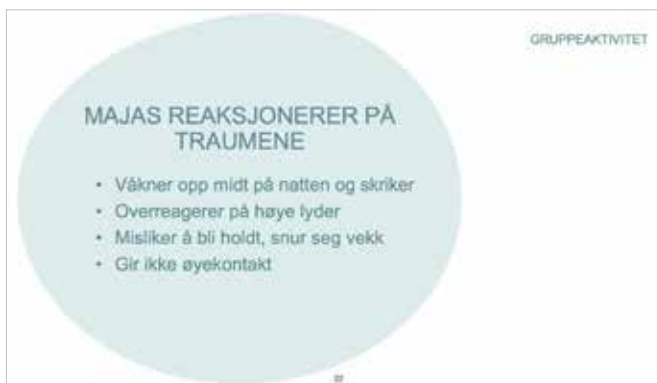 GRUPPEAKTIVITET
MAJAS REAKSJONERER PÅ
TRAUMENE
• Våkner opp midt på natten og skriker
• Overreagerer på høye lyder
• Misliker å bli holdt, snur seg vekk
• Gir ikke øyekontakt